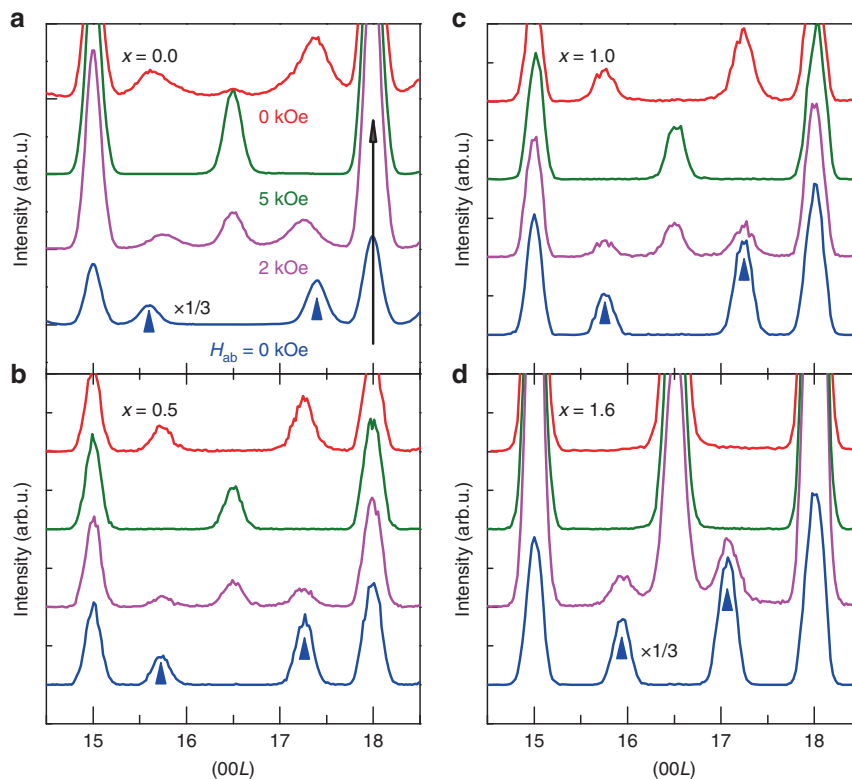 a
x = 0.0
0 kOe
5 kOe
2 kOe
×1/3
H_ab = 0 kOe
Intensity (arb.u.)
c
x = 1.0
Intensity (arb.u.)
b
x = 0.5
Intensity (arb.u.)
15 16 17 18
(00L)
d
x = 1.6
×1/3
Intensity (arb.u.)
15 16 17 18
(00L)